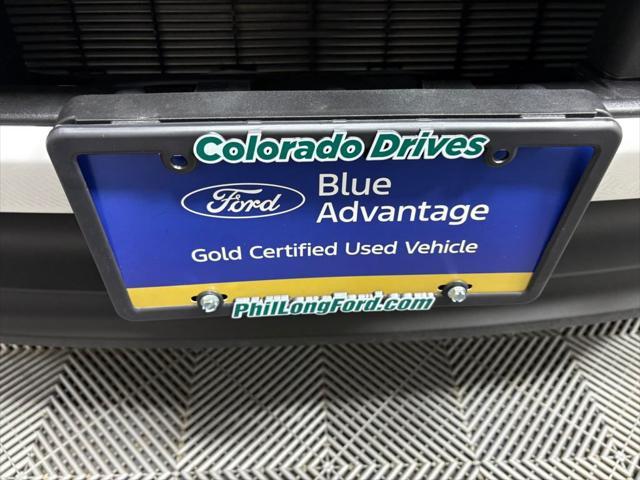 Colorado Drives
Ford
Blue
Advantage
Gold Certified Used Vehicle
PhilLongFord.com